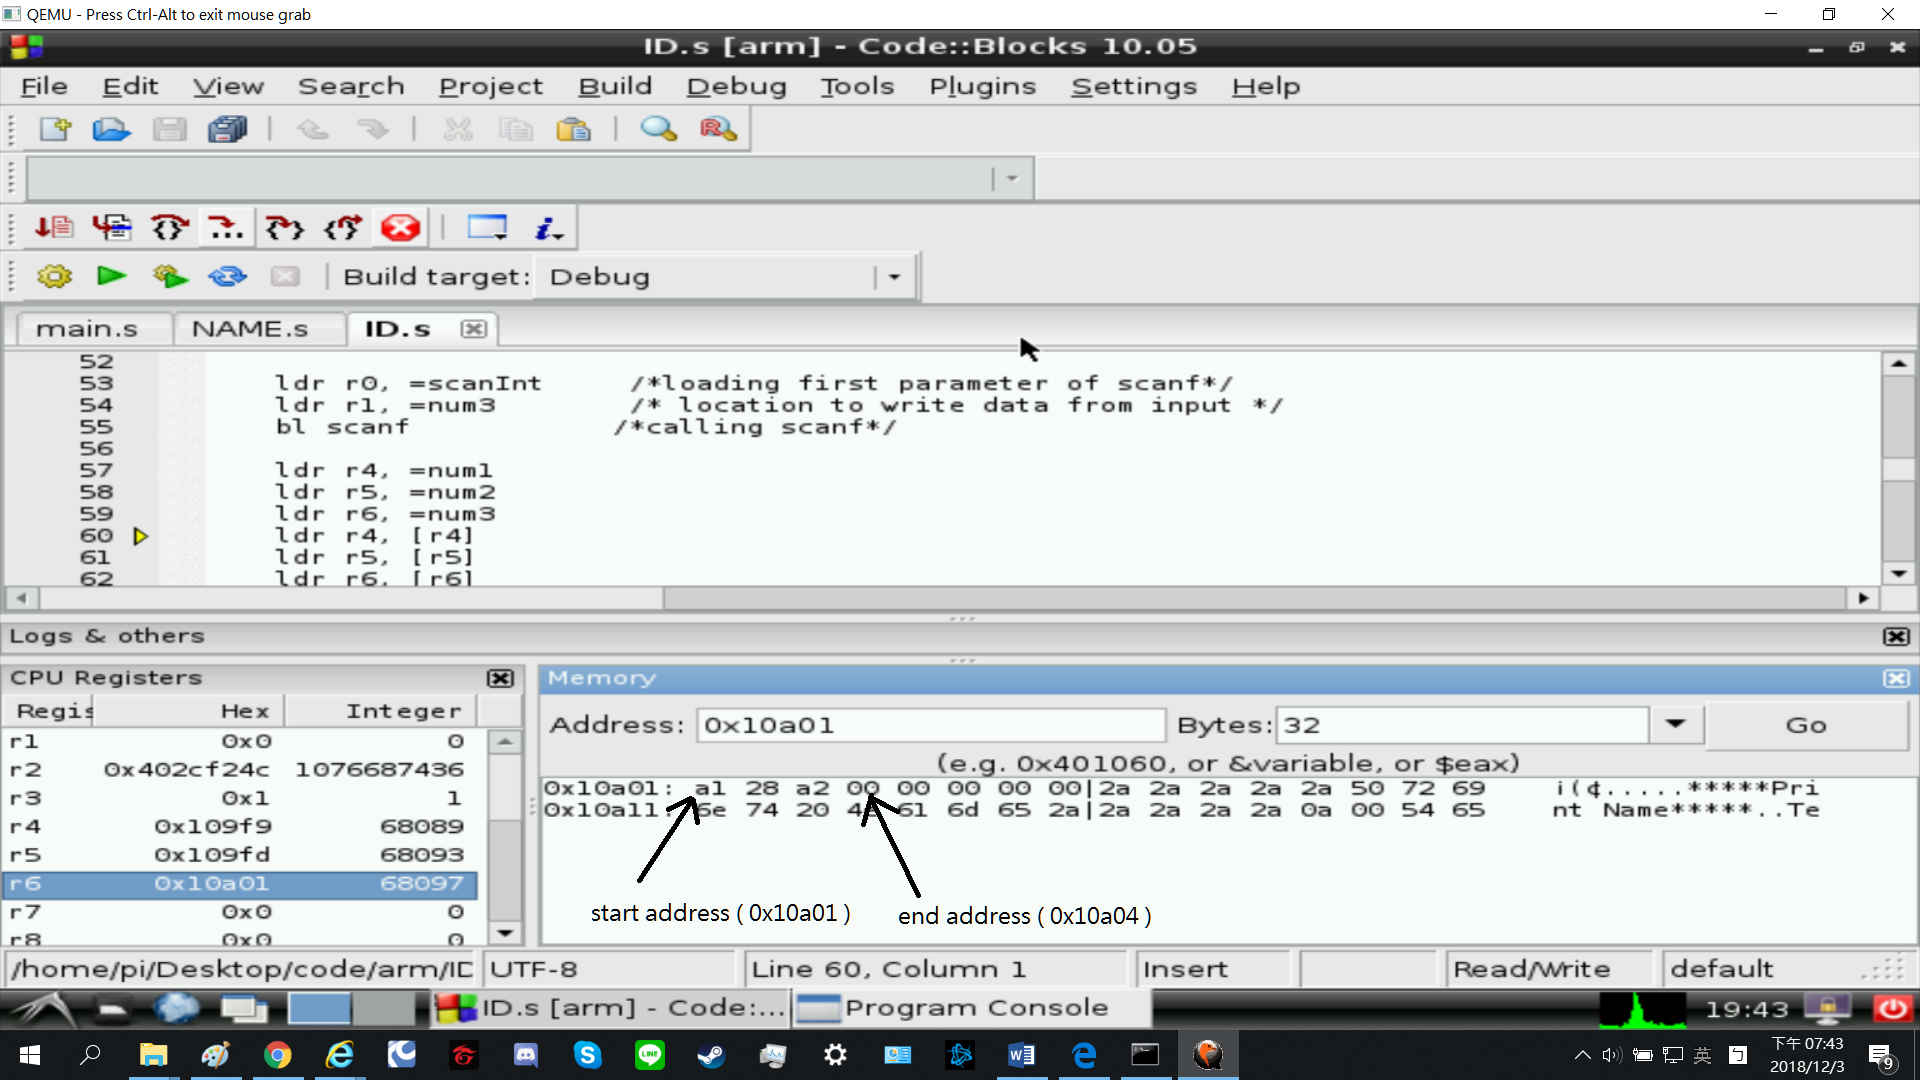 QEMU - Press Ctrl-Alt to exit mouse grab
ID.s [arm] - Code::Blocks 10.05
File Edit View Search Project Build Debug Tools Plugins Settings Help
Build target: Debug
main.s NAME.s ID.s
52
53 ldr r0, =scanInt /*loading first parameter of scanf*/
54 ldr r1, =num3 /* location to write data from input */
55 bl scanf /*calling scanf*/
56
57 ldr r4, =num1
58 ldr r5, =num2
59 ldr r6, =num3
60 ldr r4, [r4]
61 ldr r5, [r5]
62 ldr r6, [r6]
Logs & others
CPU Registers
Regis Hex Integer
r1 0x0 0
r2 0x402cf24c 1076687436
r3 0x1 1
r4 0x109f9 68089
r5 0x109fd 68093
r6 0x10a01 68097
r7 0x0 0
r8 0x0 0
Memory
Address: 0x10a01 Bytes: 32 Go
(e.g. 0x401060, or &variable, or $eax)
0x10a01: a1 28 a2 00 00 00 00 00|2a 2a 2a 2a 2a 50 72 69 ¡(¢.....*****Pri
0x10a11: 6e 74 20 4e 61 6d 65 2a|2a 2a 2a 2a 0a 00 54 65 nt Name*****..Te
start address ( 0x10a01 )
end address ( 0x10a04 )
/home/pi/Desktop/code/arm/ID UTF-8 Line 60, Column 1 Insert Read/Write default
ID.s [arm] - Code:... Program Console 19:43
英
下午 07:43
2018/12/3
9